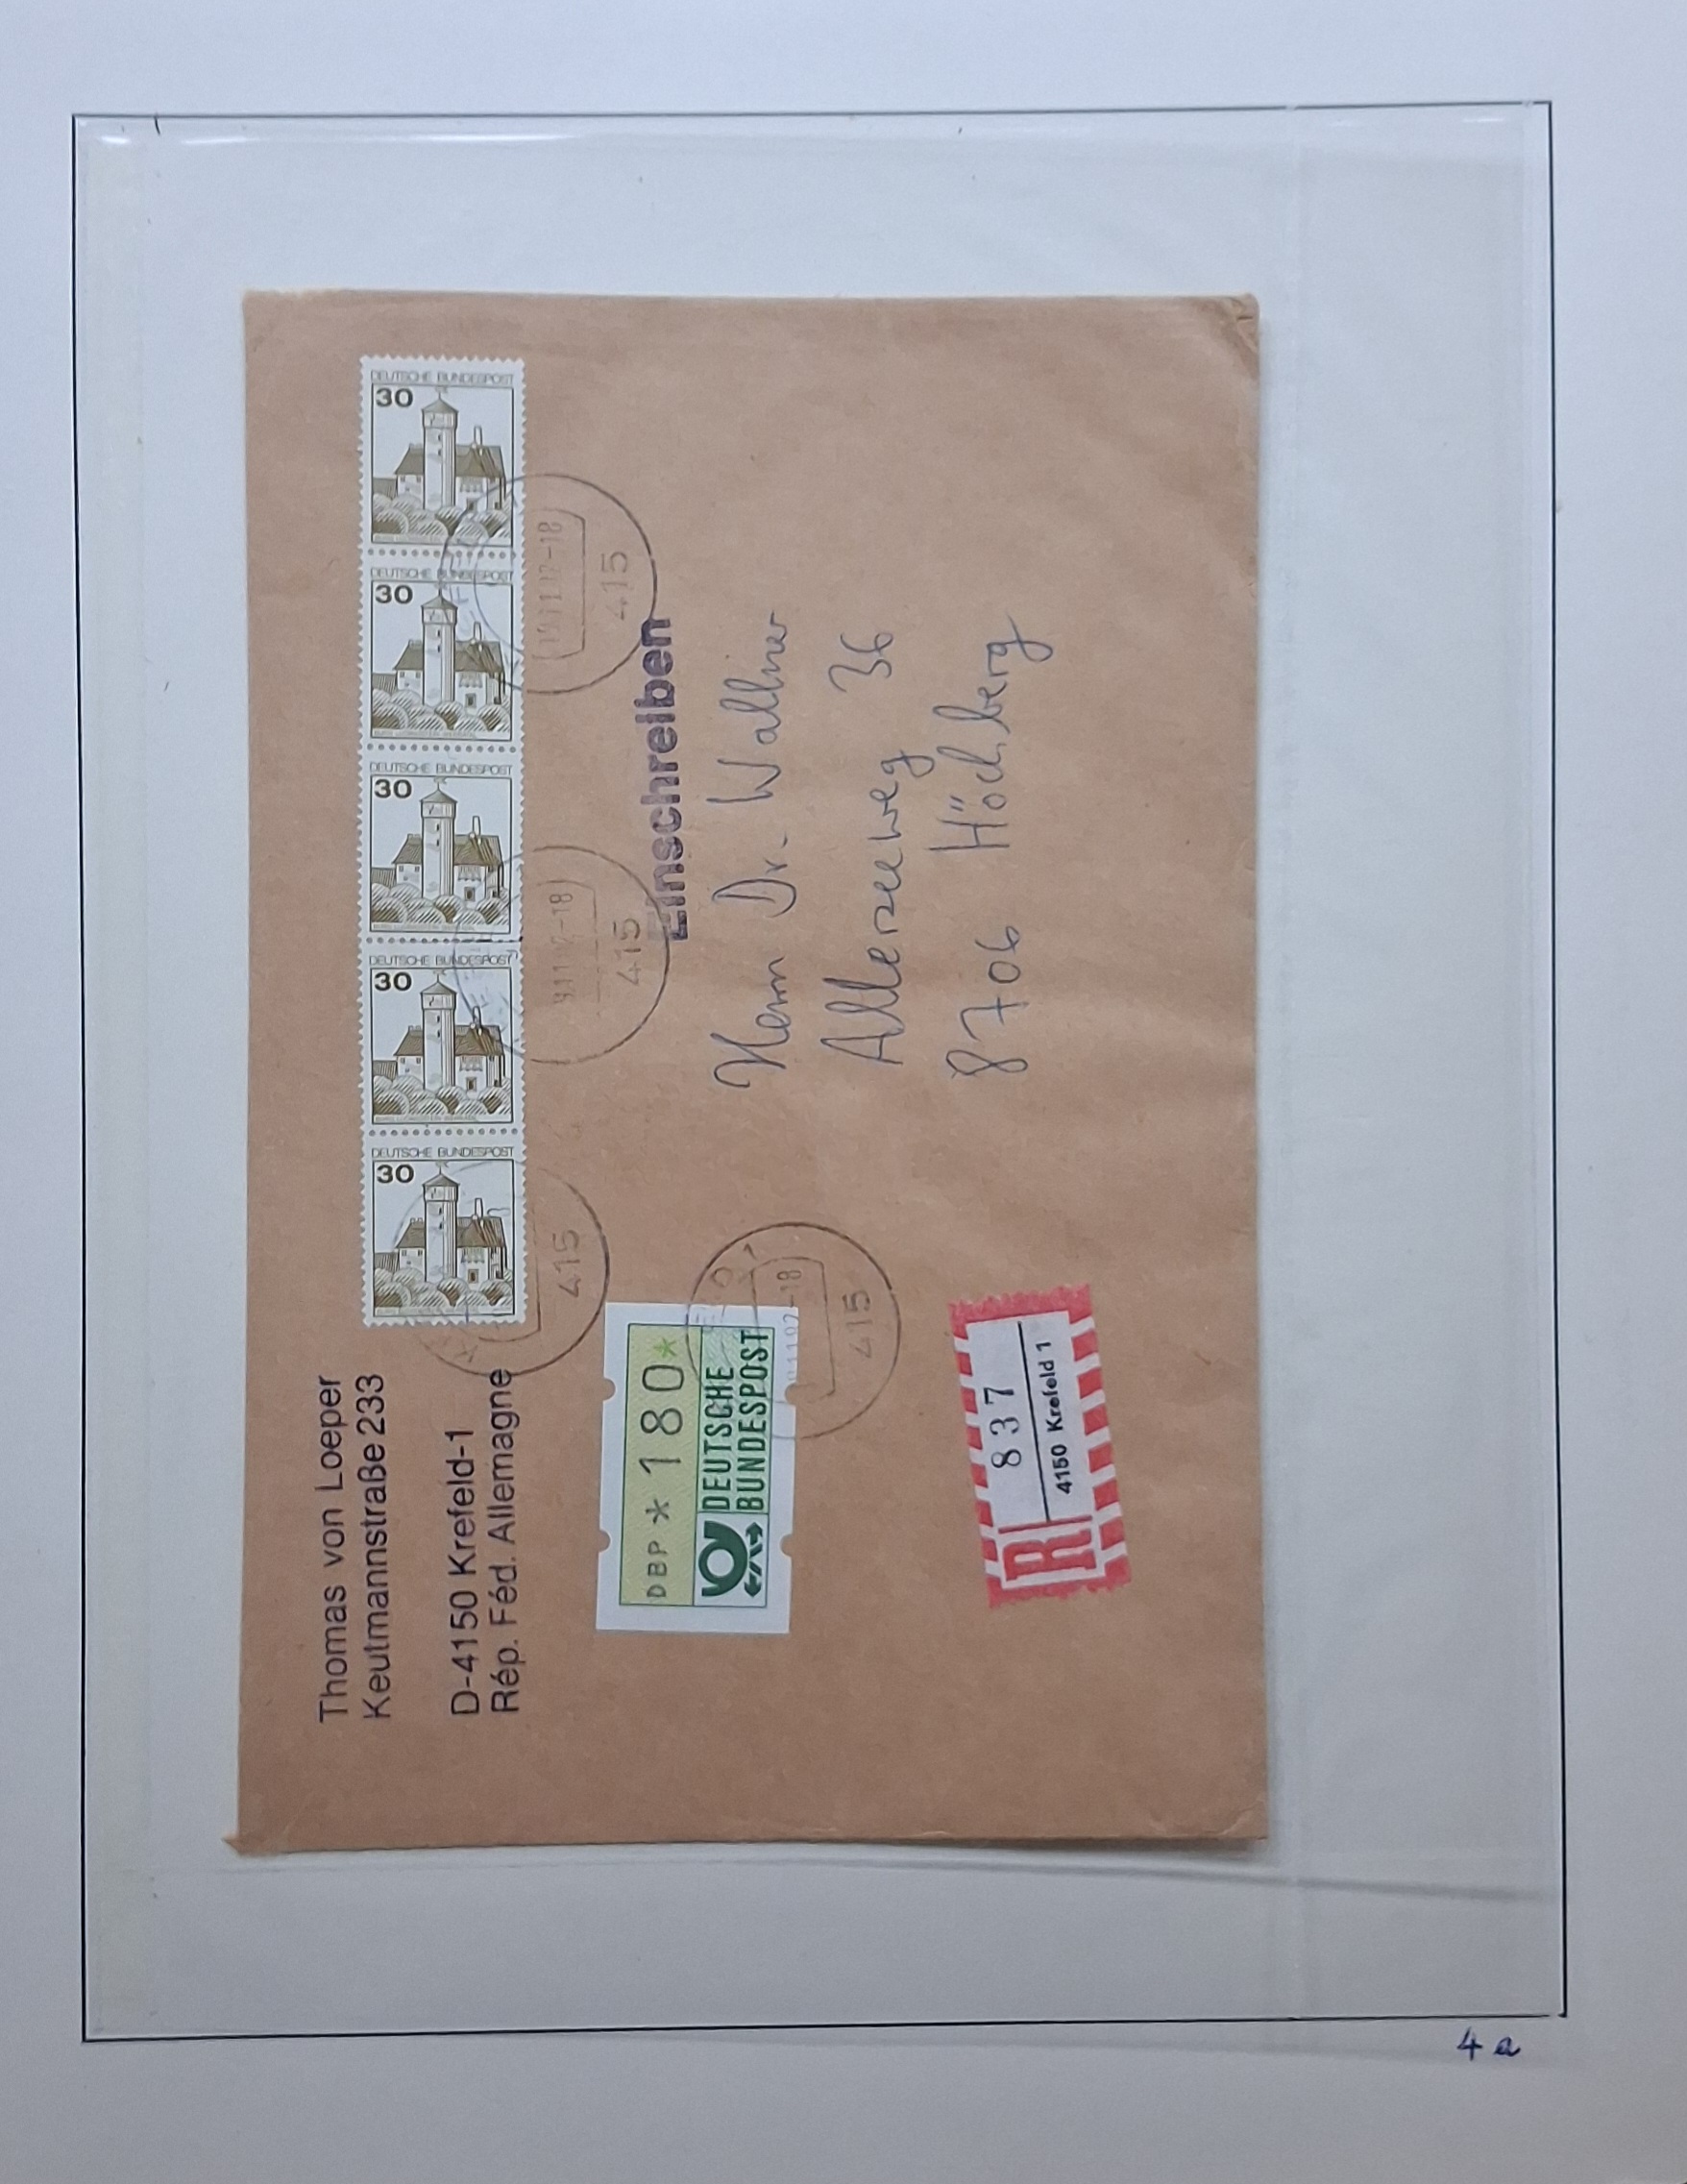 Thomas von Loeper
Keutmannstraße 233
D-4150 Krefeld-1
Rép. Féd. Allemagne
DEUTSCHE BUNDESPOST
30
DEUTSCHE BUNDESPOST
30
DEUTSCHE BUNDESPOST
30
DEUTSCHE BUNDESPOST
30
DEUTSCHE BUNDESPOST
30
415
415
415
DBP * 180*
DEUTSCHE
BUNDESPOST
415
Einschreiben
Herrn Dr. Wallner
Allerseeweg 36
8706 Höchberg
R
837
4150 Krefeld 1
4 a